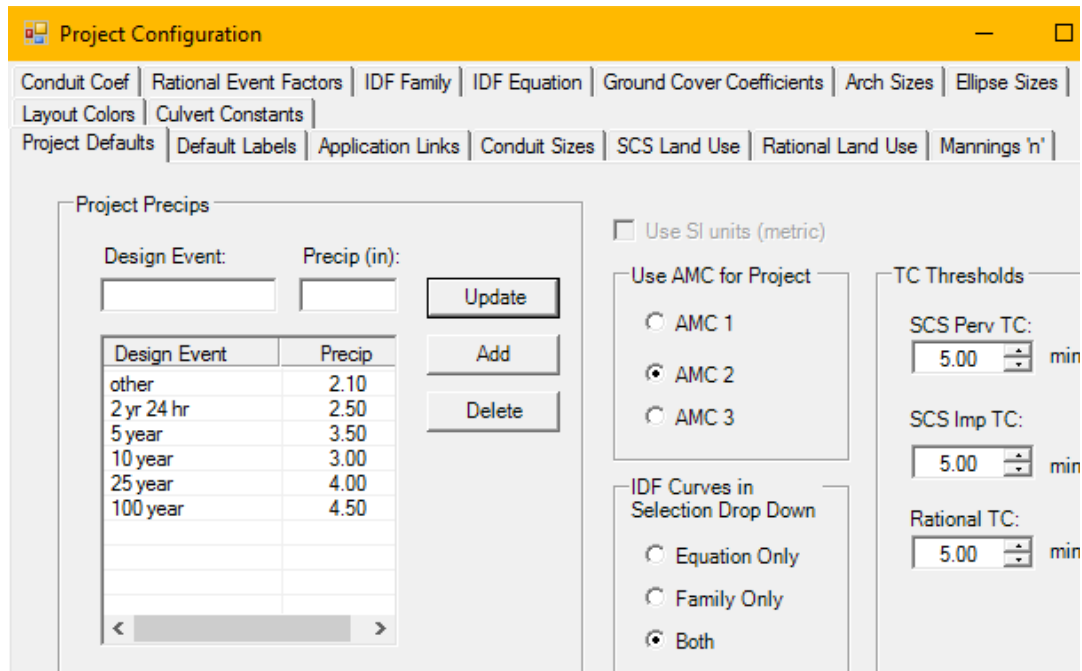 Project Configuration
Conduit Coef Rational Event Factors IDF Family IDF Equation Ground Cover Coefficients Arch Sizes Ellipse Sizes
Layout Colors Culvert Constants
Project Defaults Default Labels Application Links Conduit Sizes SCS Land Use Rational Land Use Mannings 'n'
Project Precips
Design Event: Precip (in):
Update
Design Event Precip
other 2.10
2 yr 24 hr 2.50
5 year 3.50
10 year 3.00
25 year 4.00
100 year 4.50
Add
Delete
Use SI units (metric)
Use AMC for Project
AMC 1
AMC 2
AMC 3
IDF Curves in
Selection Drop Down
Equation Only
Family Only
Both
TC Thresholds
SCS Perv TC:
5.00 min
SCS Imp TC:
5.00 min
Rational TC:
5.00 min